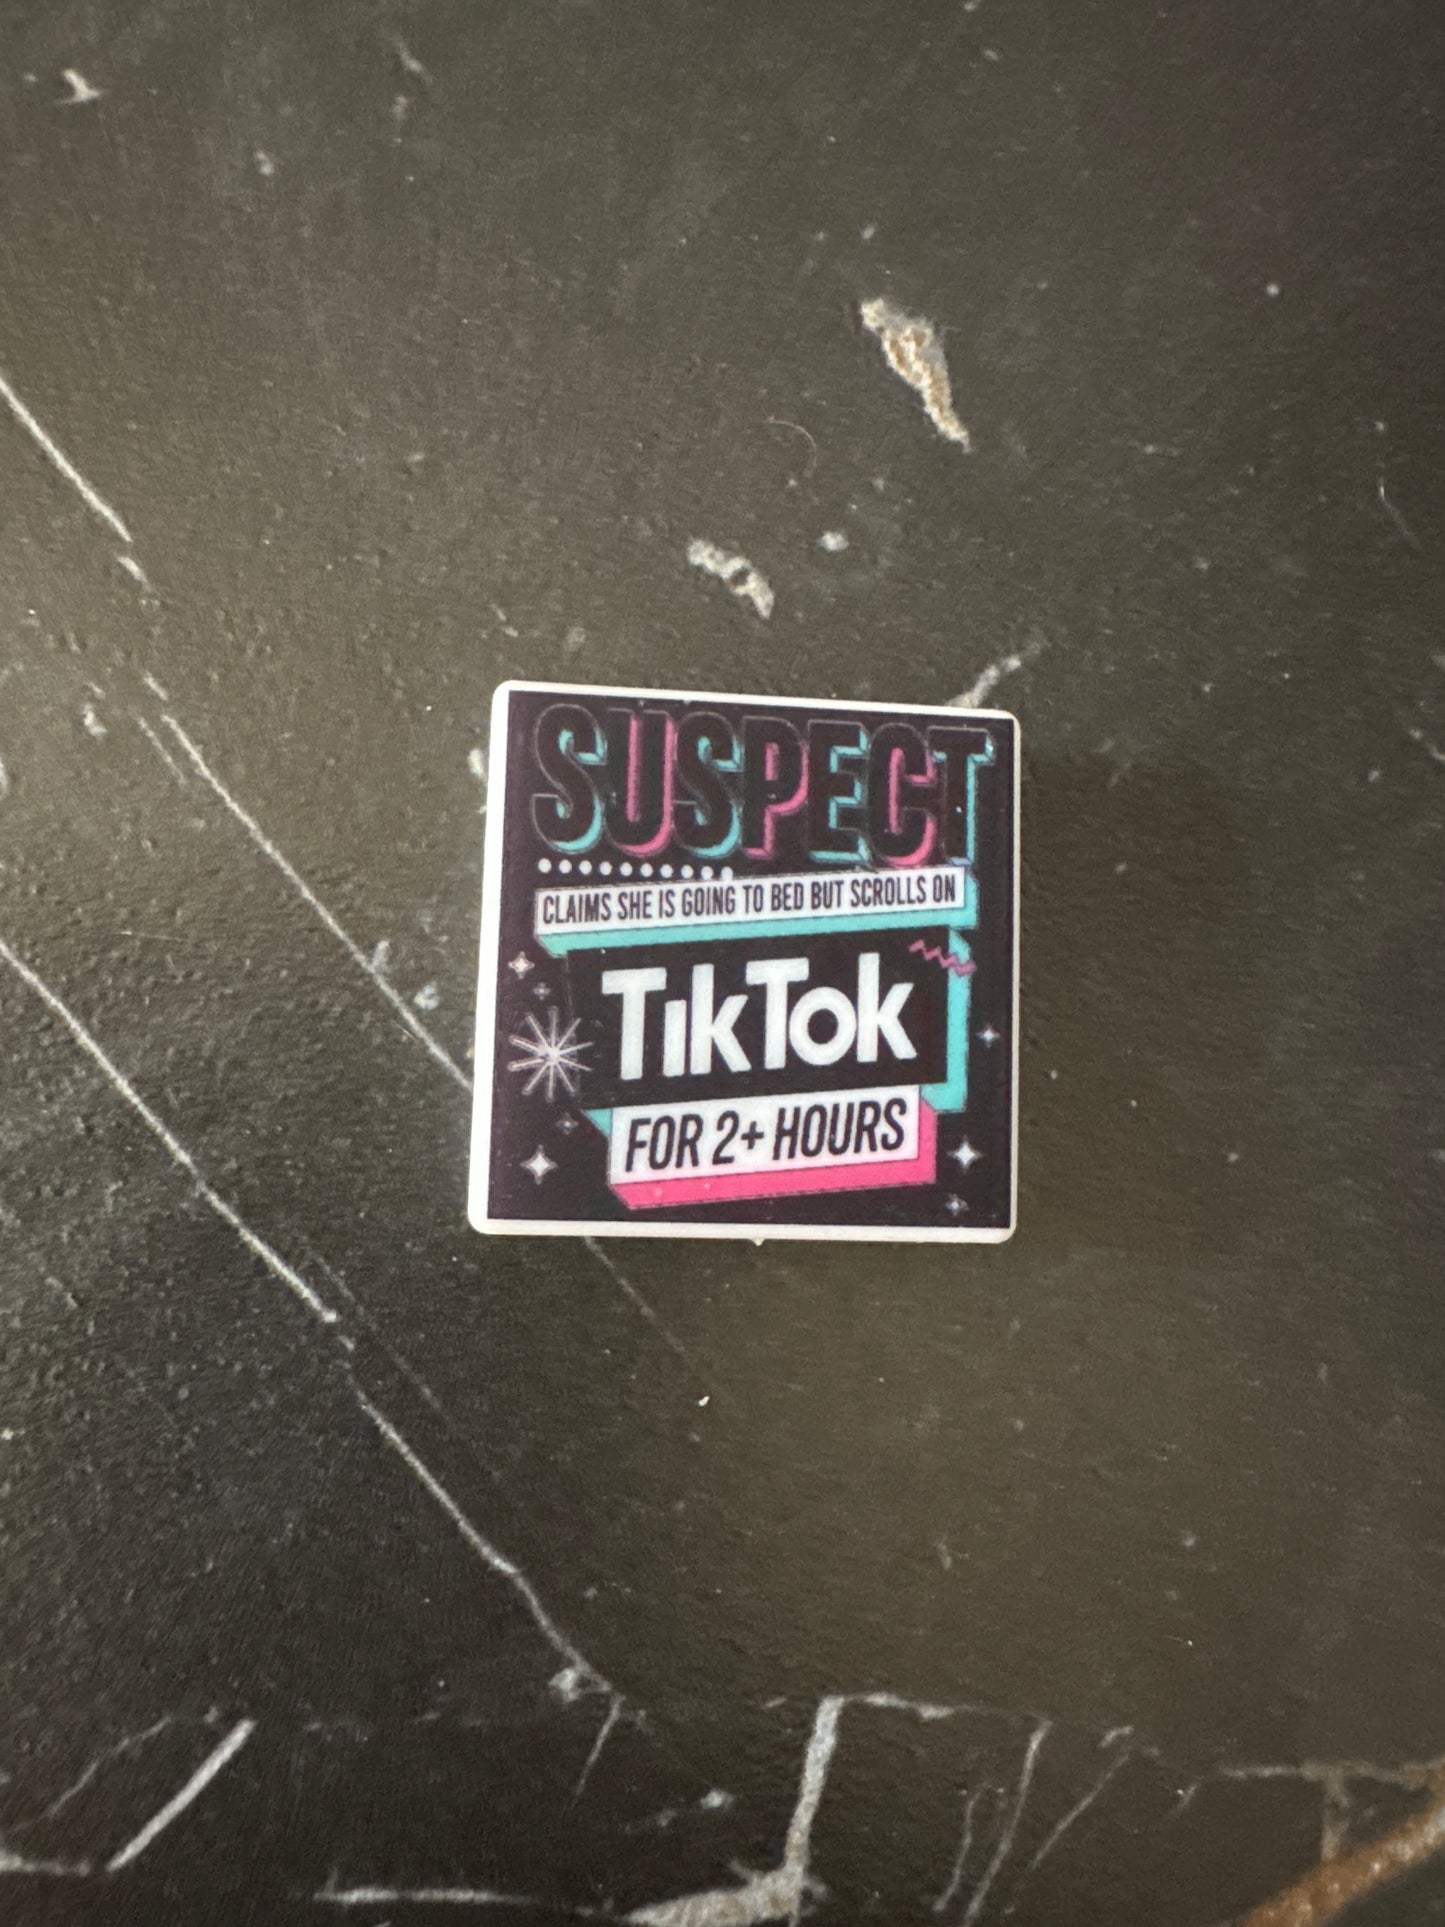 SUSPECT
CLAIMS SHE IS GOING TO BED BUT SCROLLS ON
TikTok
FOR 2+ HOURS